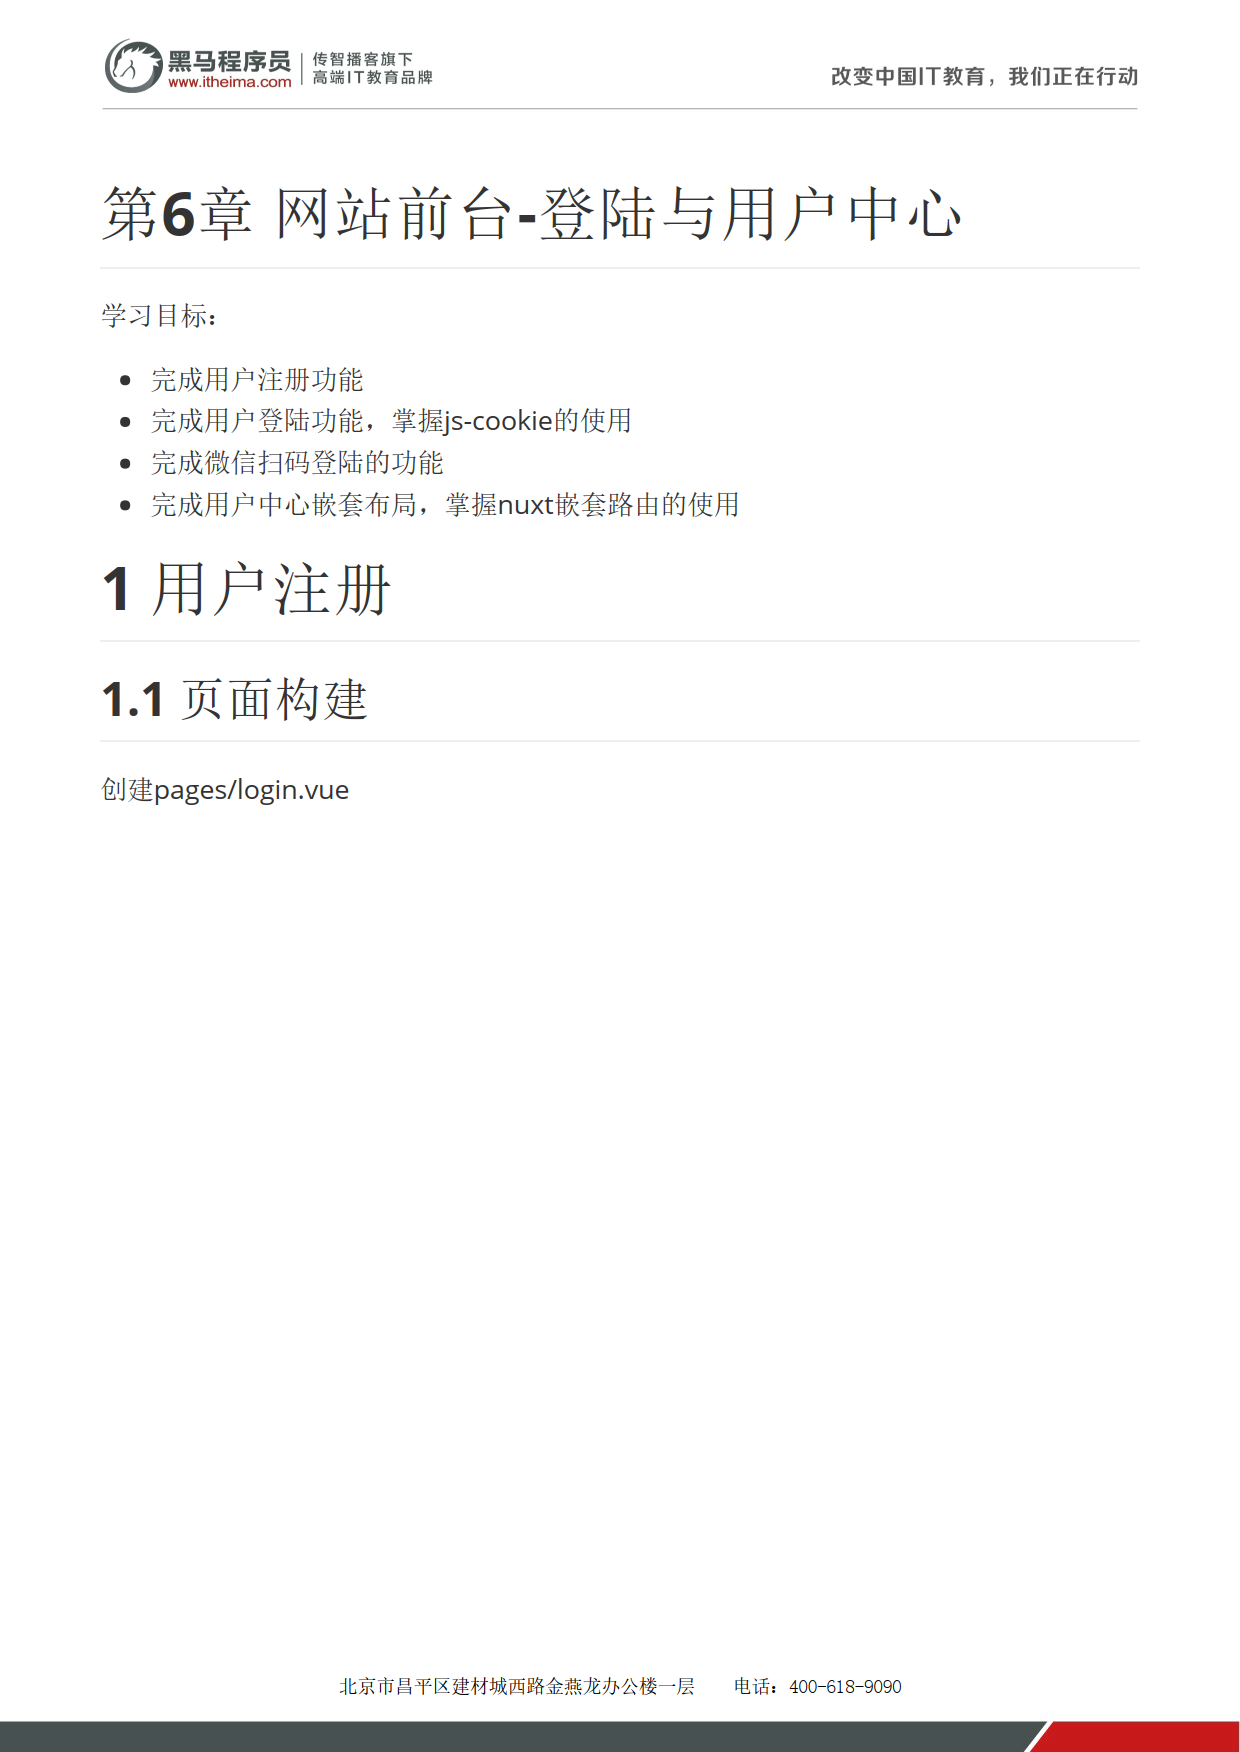 黑马程序员
www.itheima.com
传智播客旗下
高端IT教育品牌
改变中国IT教育，我们正在行动
第6章 网站前台-登陆与用户中心
学习目标：
完成用户注册功能
完成用户登陆功能，掌握js-cookie的使用
完成微信扫码登陆的功能
完成用户中心嵌套布局，掌握nuxt嵌套路由的使用
1 用户注册
1.1 页面构建
创建pages/login.vue
北京市昌平区建材城西路金燕龙办公楼一层 电话：400-618-9090